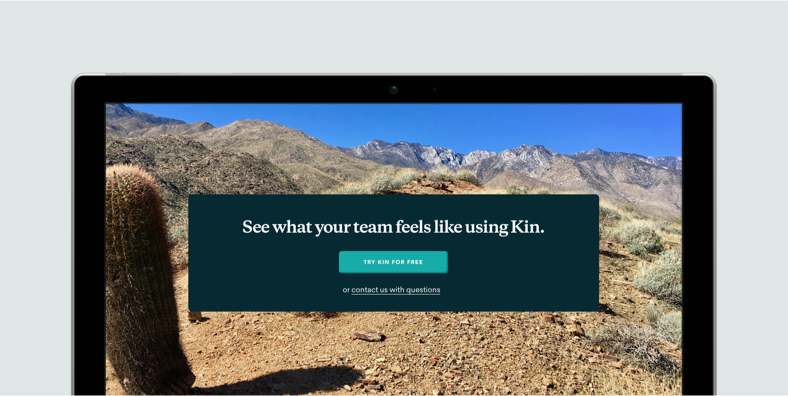 See what your team feels like using Kin.
TRY KIN FOR FREE
or contact us with questions